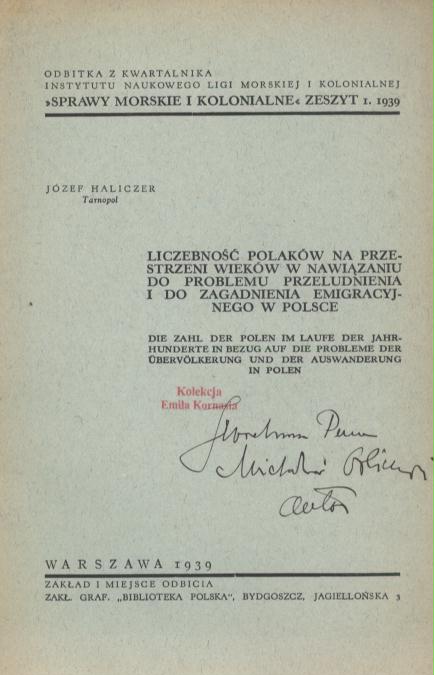 ODBITKA Z KWARTALNIKA
INSTYTUTU NAUKOWEGO LIGI MORSKIEJ I KOLONIALNEJ
»SPRAWY MORSKIE I KOLONIALNE« ZESZYT 1. 1939
JÓZEF HALICZER
Tarnopol
LICZEBNOŚĆ POLAKÓW NA PRZE-
STRZENI WIEKÓW W NAWIĄZANIU
DO PROBLEMU PRZELUDNIENIA
I DO ZAGADNIENIA EMIGRACYJ-
NEGO W POLSCE
DIE ZAHL DER POLEN IM LAUFE DER JAHR-
HUNDERTE IN BEZUG AUF DIE PROBLEME DER
ÜBERVÖLKERUNG UND DER AUSWANDERUNG
IN POLEN
Kolekcja
Emila Kornasia
Autor
WARSZAWA 1939
ZAKŁAD I MIEJSCE ODBICIA
ZAKŁ. GRAF. „BIBLIOTEKA POLSKA", BYDGOSZCZ, JAGIELLOŃSKA 3